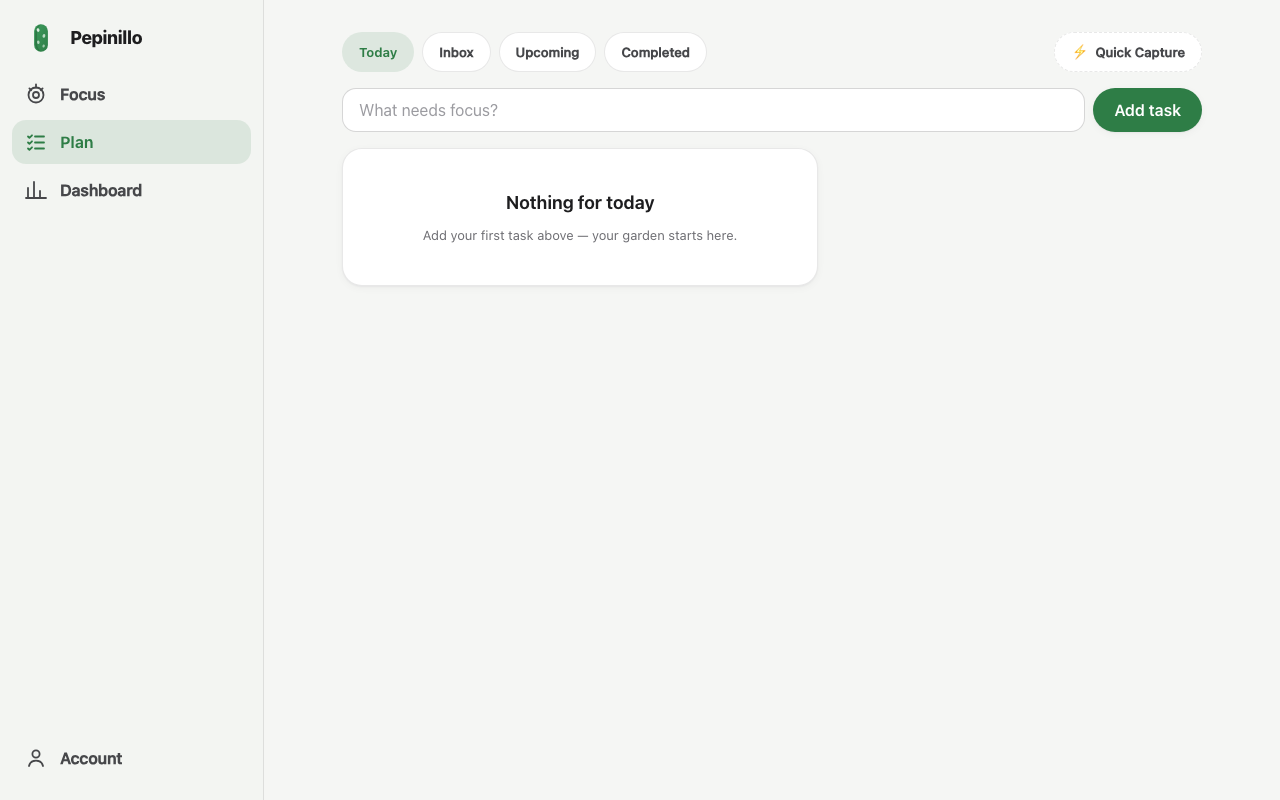 Pepinillo
Focus
Plan
Dashboard
Account
Today
Inbox
Upcoming
Completed
⚡ Quick Capture
What needs focus?
Add task
Nothing for today
Add your first task above — your garden starts here.